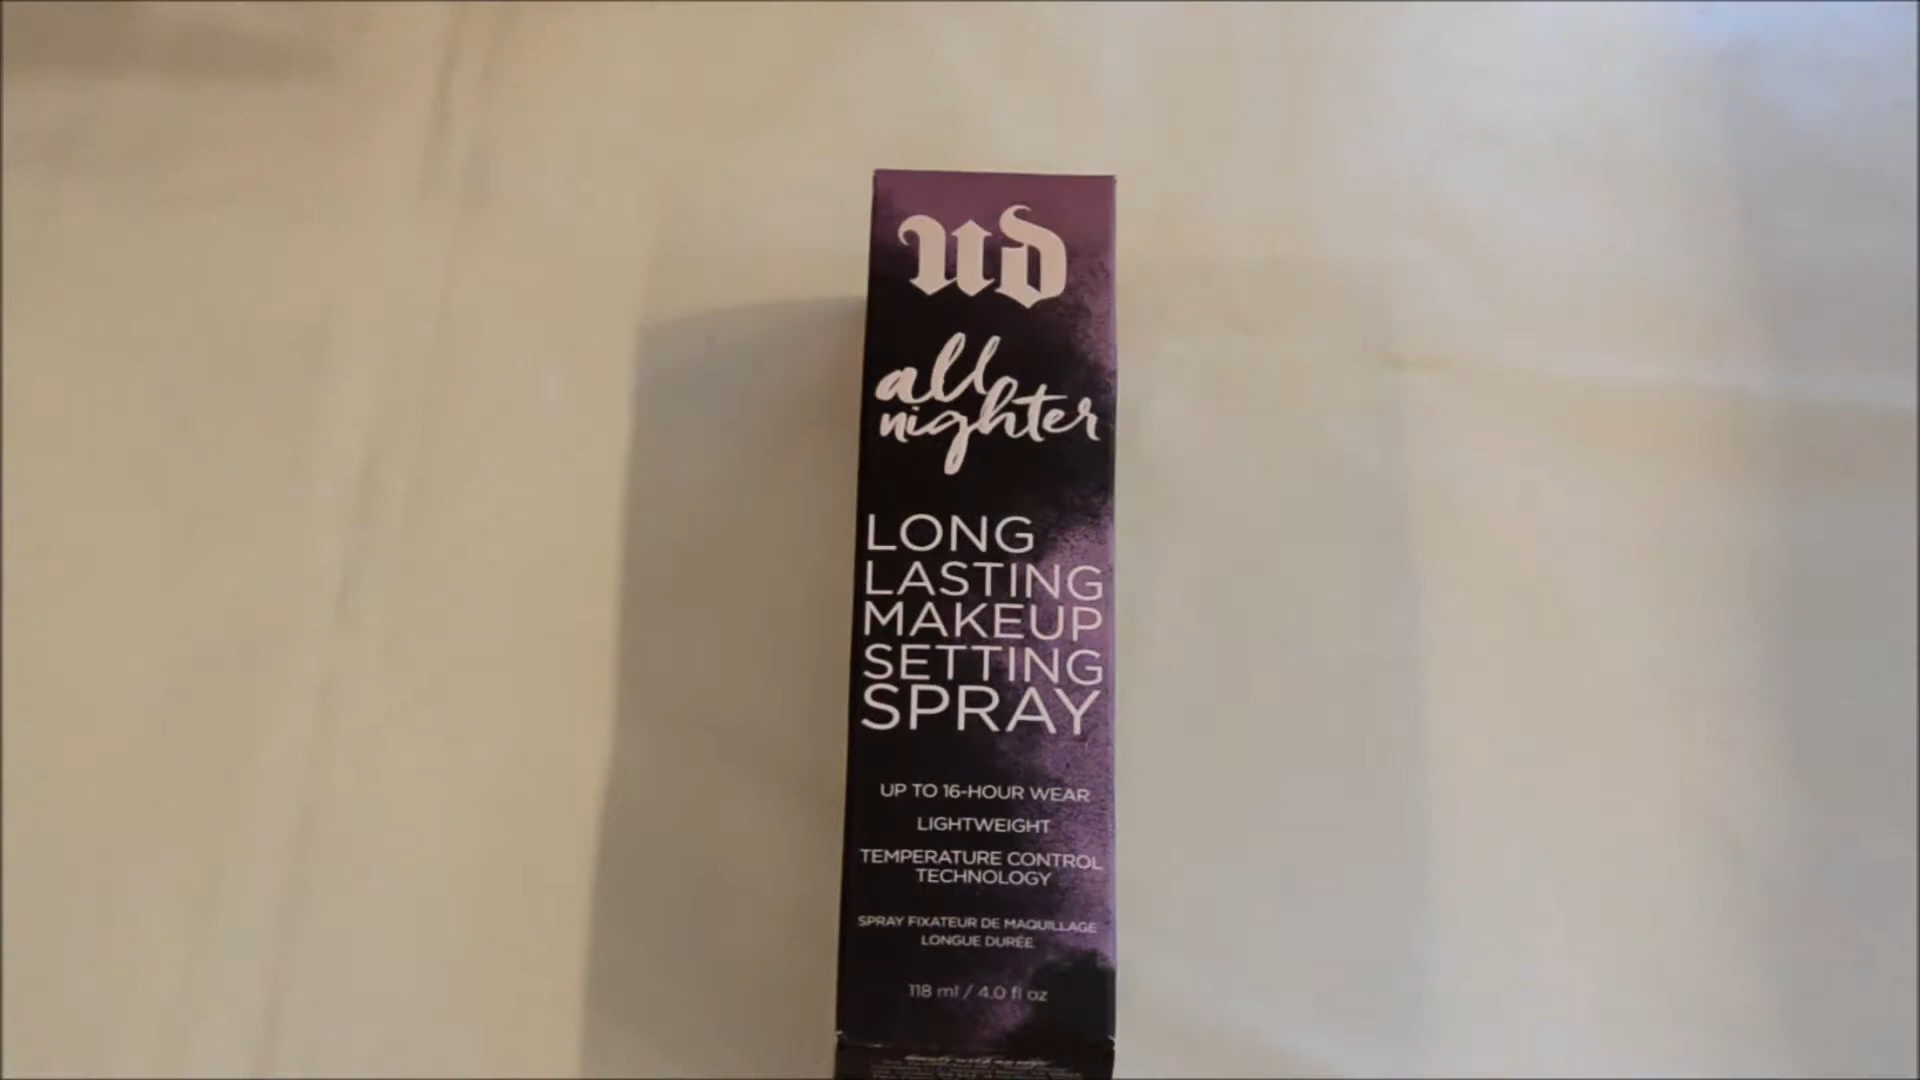 UD
all
nighter
LONG
LASTING
MAKEUP
SETTING
SPRAY
UP TO 16-HOUR WEAR
LIGHTWEIGHT
TEMPERATURE CONTROL
TECHNOLOGY
SPRAY FIXATEUR DE MAQUILLAGE
LONGUE DURÉE
118 ml / 4.0 fl oz